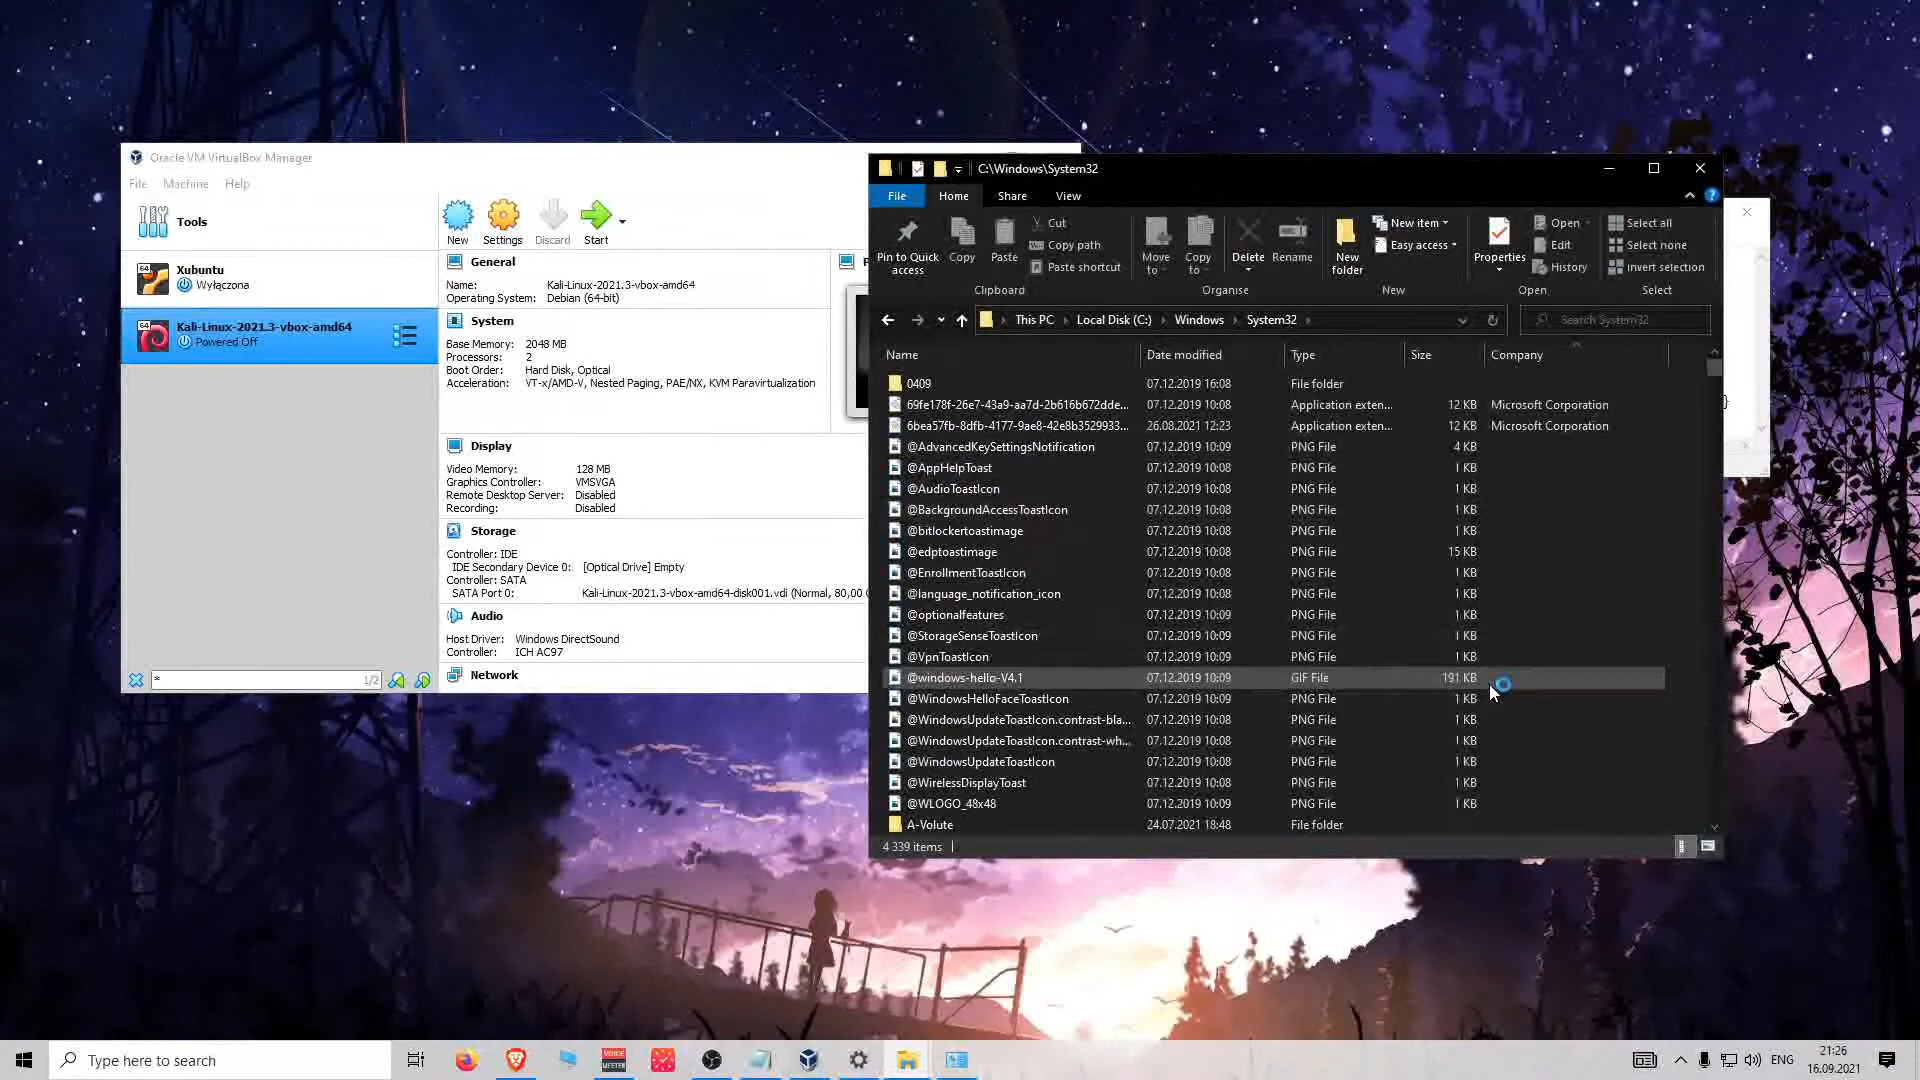 Oracle VM VirtualBox Manager
File Machine Help
Tools
New Settings Discard Start
64 Xubuntu
Wyłączona
64 Kali-Linux-2021.3-vbox-amd64
Powered Off
General
Name: Kali-Linux-2021.3-vbox-amd64
Operating System: Debian (64-bit)
System
Base Memory: 2048 MB
Processors: 2
Boot Order: Hard Disk, Optical
Acceleration: VT-x/AMD-V, Nested Paging, PAE/NX, KVM Paravirtualization
Display
Video Memory: 128 MB
Graphics Controller: VMSVGA
Remote Desktop Server: Disabled
Recording: Disabled
Storage
Controller: IDE
IDE Secondary Device 0: [Optical Drive] Empty
Controller: SATA
SATA Port 0: Kali-Linux-2021.3-vbox-amd64-disk001.vdi (Normal, 80,00
Audio
Host Driver: Windows DirectSound
Controller: ICH AC97
Network
* 1/2
C:\Windows\System32
File Home Share View
Pin to Quick access
Copy
Paste
Cut
Copy path
Paste shortcut
Clipboard
Move to
Copy to
Delete
Rename
Organise
New folder
New item
Easy access
New
Properties
Open
Edit
History
Open
Select all
Select none
Invert selection
Select
This PC Local Disk (C:) Windows System32
Search System32
Name Date modified Type Size Company
0409 07.12.2019 16:08 File folder
69fe178f-26e7-43a9-aa7d-2b616b672dde... 07.12.2019 10:08 Application exten... 12 KB Microsoft Corporation
6bea57fb-8dfb-4177-9ae8-42e8b3529933... 26.08.2021 12:23 Application exten... 12 KB Microsoft Corporation
@AdvancedKeySettingsNotification 07.12.2019 10:09 PNG File 4 KB
@AppHelpToast 07.12.2019 10:08 PNG File 1 KB
@AudioToastIcon 07.12.2019 10:08 PNG File 1 KB
@BackgroundAccessToastIcon 07.12.2019 10:08 PNG File 1 KB
@bitlockertoastimage 07.12.2019 10:08 PNG File 1 KB
@edptoastimage 07.12.2019 10:08 PNG File 15 KB
@EnrollmentToastIcon 07.12.2019 10:08 PNG File 1 KB
@language_notification_icon 07.12.2019 10:08 PNG File 1 KB
@optionalfeatures 07.12.2019 10:09 PNG File 1 KB
@StorageSenseToastIcon 07.12.2019 10:09 PNG File 1 KB
@VpnToastIcon 07.12.2019 10:09 PNG File 1 KB
@windows-hello-V4.1 07.12.2019 10:09 GIF File 191 KB
@WindowsHelloFaceToastIcon 07.12.2019 10:09 PNG File 1 KB
@WindowsUpdateToastIcon.contrast-bla... 07.12.2019 10:08 PNG File 1 KB
@WindowsUpdateToastIcon.contrast-wh... 07.12.2019 10:08 PNG File 1 KB
@WindowsUpdateToastIcon 07.12.2019 10:08 PNG File 1 KB
@WirelessDisplayToast 07.12.2019 10:08 PNG File 1 KB
@WLOGO_48x48 07.12.2019 10:09 PNG File 1 KB
A-Volute 24.07.2021 18:48 File folder
4 339 items
}
Type here to search
VOICE MEETER
ENG
21:26
16.09.2021